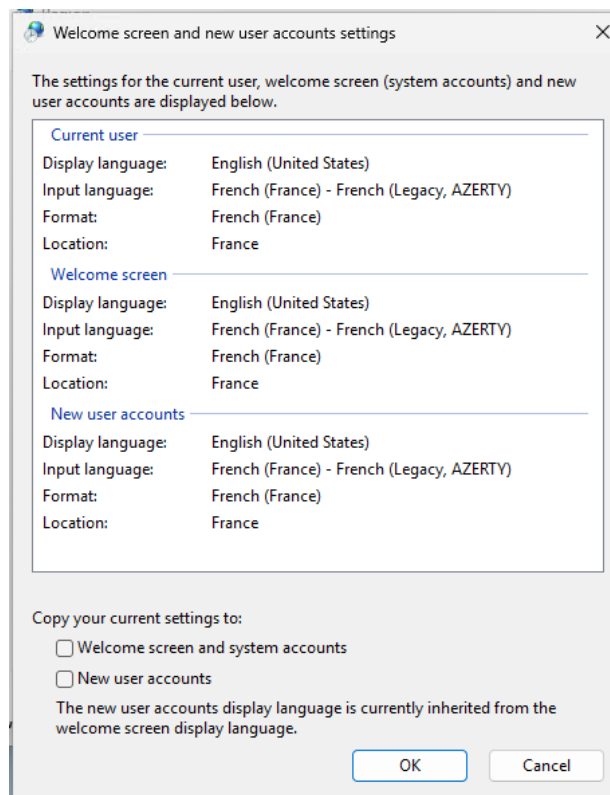 Welcome screen and new user accounts settings
The settings for the current user, welcome screen (system accounts) and new
user accounts are displayed below.
Current user
Display language: English (United States)
Input language: French (France) - French (Legacy, AZERTY)
Format: French (France)
Location: France
Welcome screen
Display language: English (United States)
Input language: French (France) - French (Legacy, AZERTY)
Format: French (France)
Location: France
New user accounts
Display language: English (United States)
Input language: French (France) - French (Legacy, AZERTY)
Format: French (France)
Location: France
Copy your current settings to:
Welcome screen and system accounts
New user accounts
The new user accounts display language is currently inherited from the
welcome screen display language.
OK Cancel